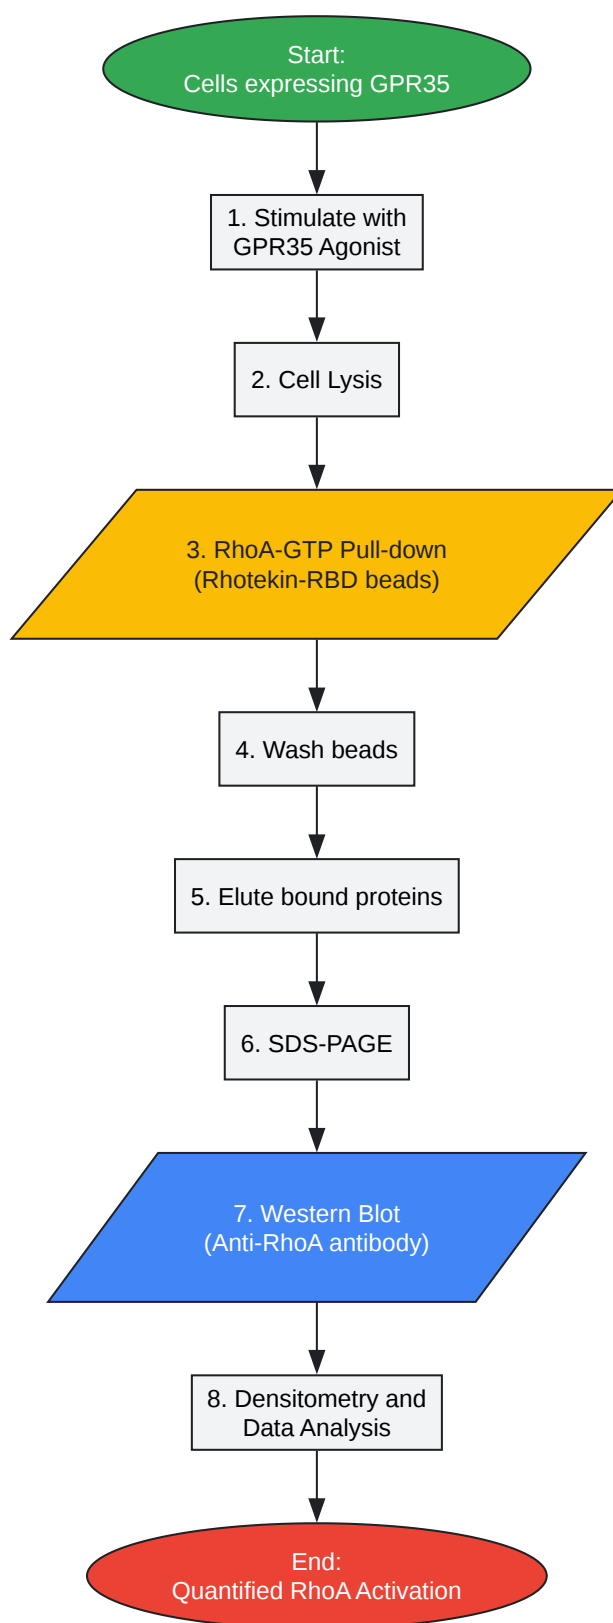 Start:
Cells expressing GPR35
1. Stimulate with
GPR35 Agonist
2. Cell Lysis
3. RhoA-GTP Pull-down
(Rhotekin-RBD beads)
4. Wash beads
5. Elute bound proteins
6. SDS-PAGE
7. Western Blot
(Anti-RhoA antibody)
8. Densitometry and
Data Analysis
End:
Quantified RhoA Activation